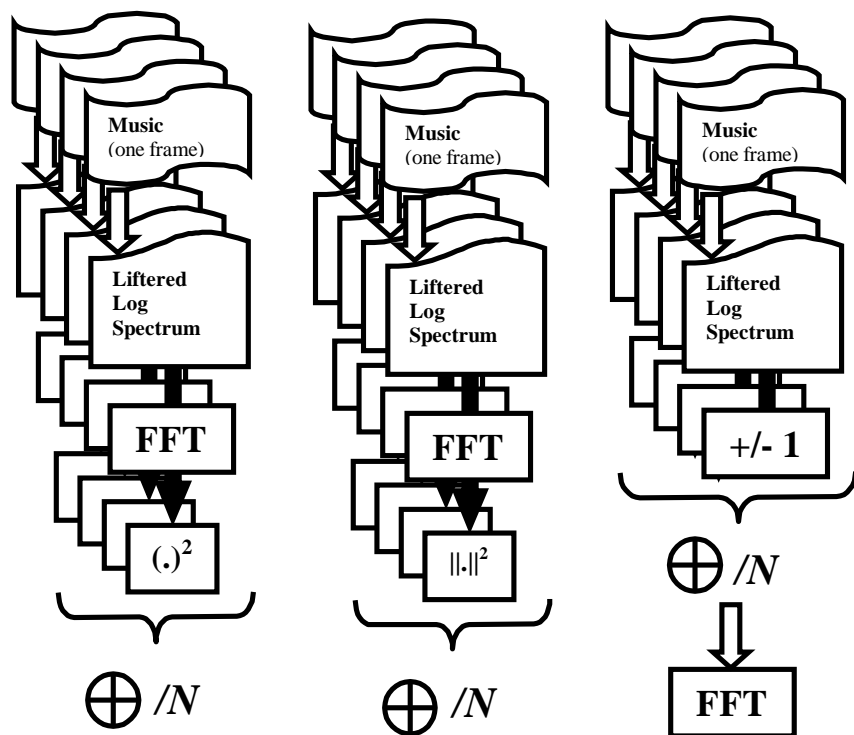 Music
(one frame)
Liftered
Log
Spectrum
FFT
(.)²
⊕ /N
Music
(one frame)
Liftered
Log
Spectrum
FFT
||.||²
⊕ /N
Music
(one frame)
Liftered
Log
Spectrum
+/- 1
⊕ /N
FFT